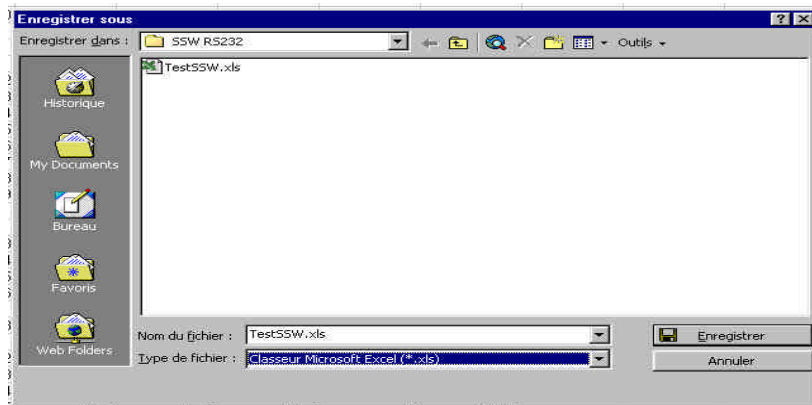 Enregistrer sous
Enregistrer dans :
SSW RS232
Outils
TestSSW.xls
Historique
My Documents
Bureau
Favoris
Web Folders
Nom du fichier :
TestSSW.xls
Enregistrer
Type de fichier :
Classeur Microsoft Excel (*.xls)
Annuler